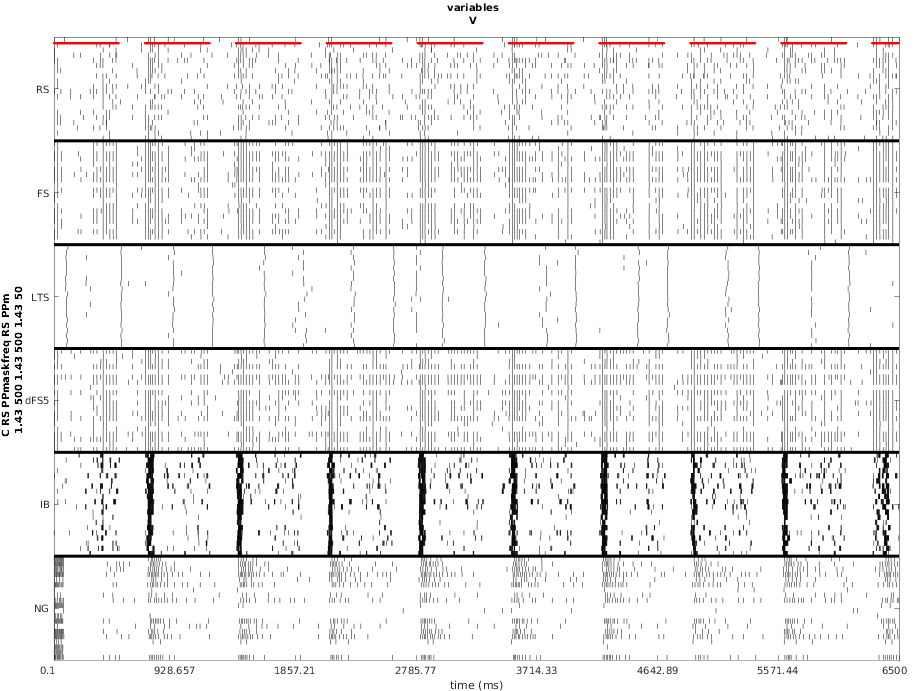 variables
V
RS
FS
LTS
dFS5
IB
NG
C RS PPmaskfreq RS PPm
1.43 500 1.43 500 1.43 50
0.1 928.657 1857.21 2785.77 3714.33 4642.89 5571.44 6500
time (ms)